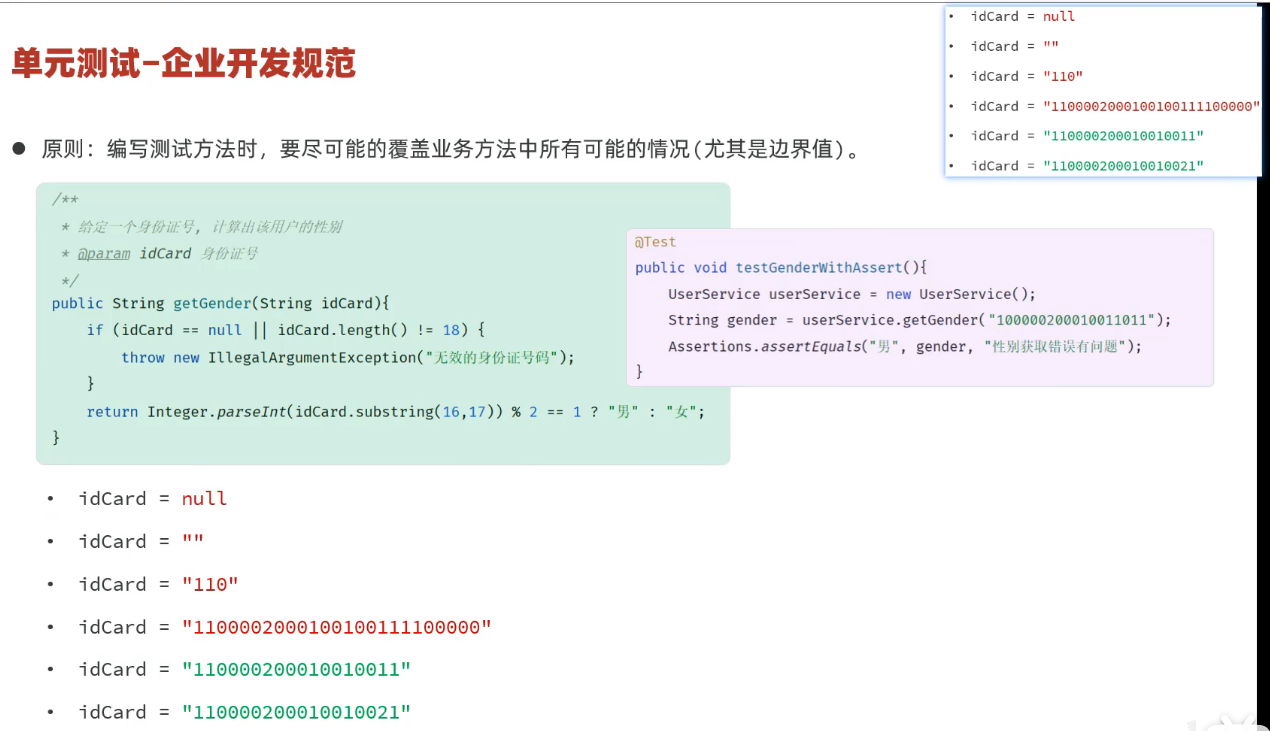 单元测试-企业开发规范
● 原则：编写测试方法时，要尽可能的覆盖业务方法中所有可能的情况(尤其是边界值)。
/**
 * 给定一个身份证号, 计算出该用户的性别
 * @param idCard 身份证号
 */
public String getGender(String idCard){
    if (idCard == null || idCard.length() != 18) {
        throw new IllegalArgumentException("无效的身份证号码");
    }
    return Integer.parseInt(idCard.substring(16,17)) % 2 == 1 ? "男" : "女";
}
@Test
public void testGenderWithAssert(){
    UserService userService = new UserService();
    String gender = userService.getGender("100000200010011011");
    Assertions.assertEquals("男", gender, "性别获取错误有问题");
}
• idCard = null
• idCard = ""
• idCard = "110"
• idCard = "1100002000100100111100000"
• idCard = "110000200010010011"
• idCard = "110000200010010021"
• idCard = null
• idCard = ""
• idCard = "110"
• idCard = "1100002000100100111100000"
• idCard = "110000200010010011"
• idCard = "110000200010010021"